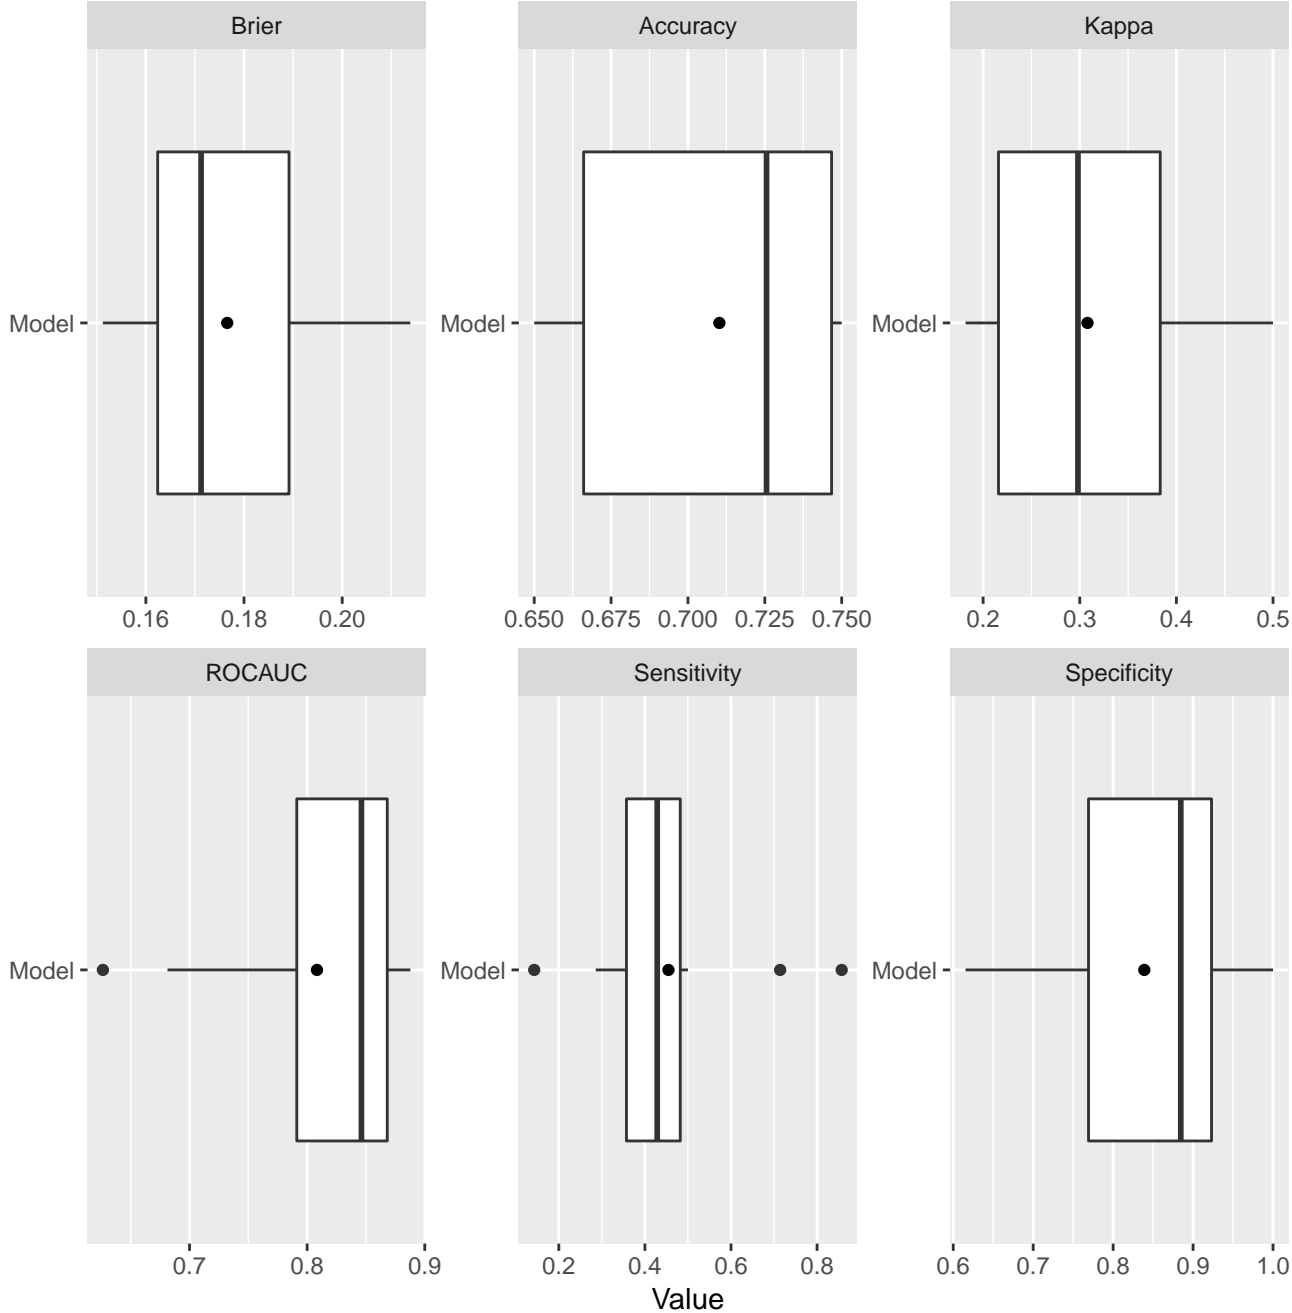 Brier Accuracy Kappa
Model Model Model
0.16 0.18 0.20 0.650 0.675 0.700 0.725 0.750 0.2 0.3 0.4 0.5
ROCAUC Sensitivity Specificity
Model Model Model
0.7 0.8 0.9 0.2 0.4 0.6 0.8 0.6 0.7 0.8 0.9 1.0
Value